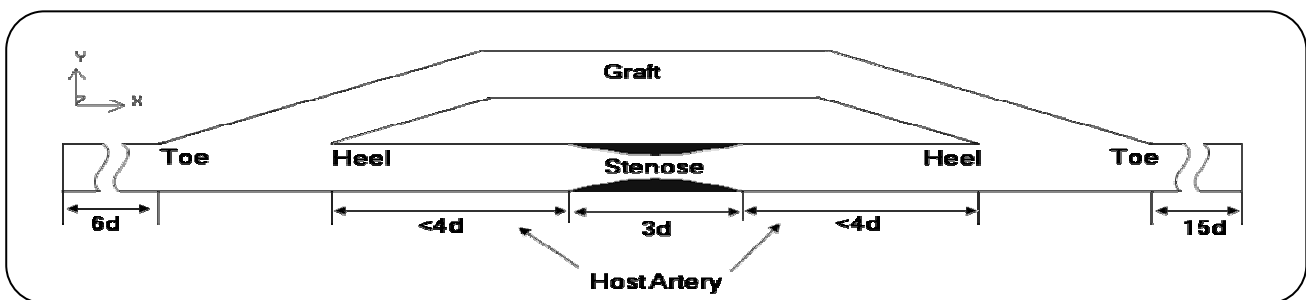 Y
Graft
Z X
Toe Heel Stenose Heel Toe
6d <4d 3d <4d 15d
Host Artery